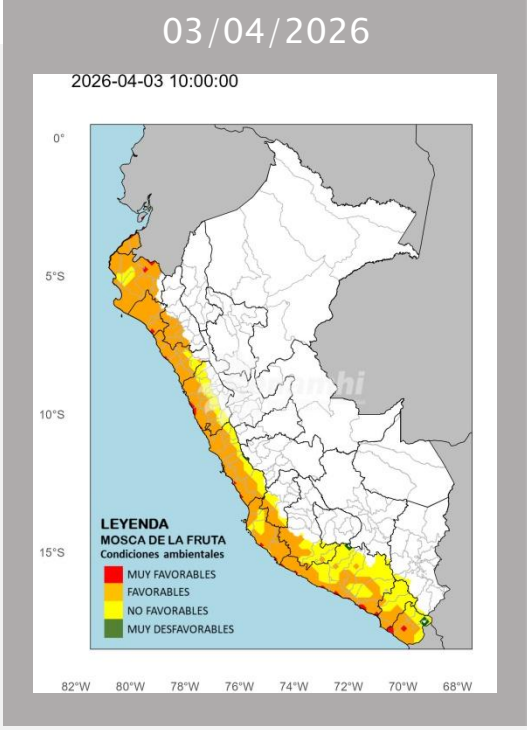 03/04/2026
2026-04-03 10:00:00
0°
5°S
10°S
15°S
LEYENDA
MOSCA DE LA FRUTA
Condiciones ambientales
MUY FAVORABLES
FAVORABLES
NO FAVORABLES
MUY DESFAVORABLES
82°W 80°W 78°W 76°W 74°W 72°W 70°W 68°W